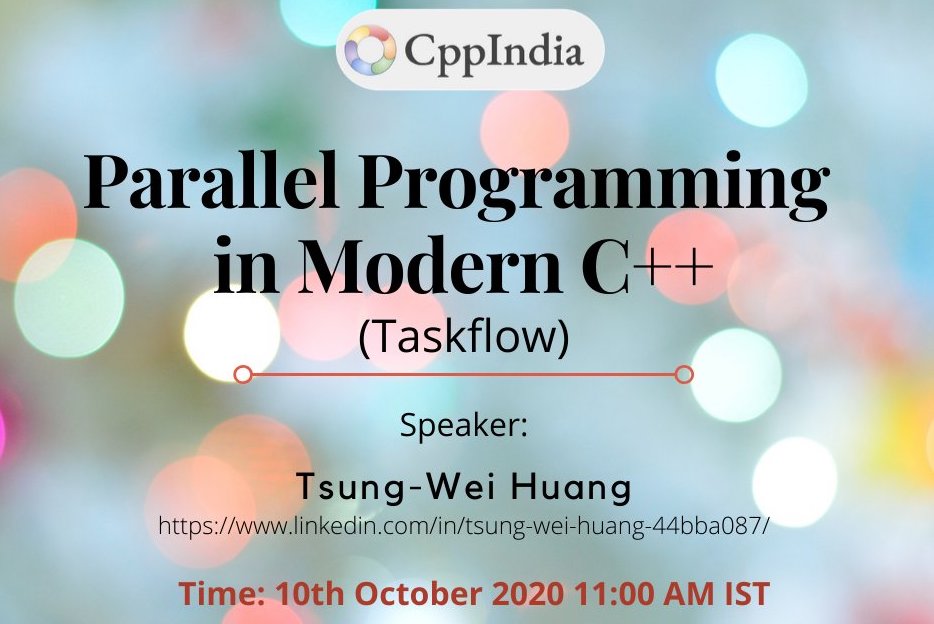 CppIndia
Parallel Programming
in Modern C++
(Taskflow)
Speaker:
Tsung-Wei Huang
https://www.linkedin.com/in/tsung-wei-huang-44bba087/
Time: 10th October 2020 11:00 AM IST